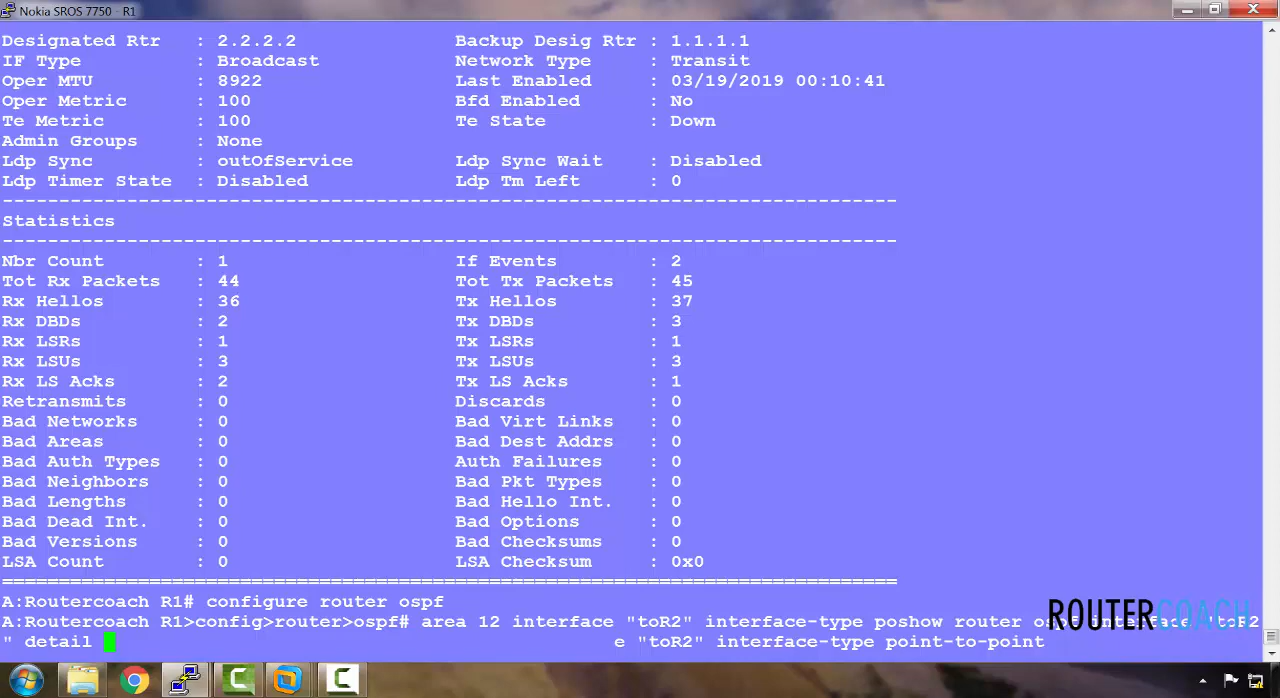 Nokia SROS 7750 - R1
Designated Rtr : 2.2.2.2 Backup Desig Rtr : 1.1.1.1
IF Type : Broadcast Network Type : Transit
Oper MTU : 8922 Last Enabled : 03/19/2019 00:10:41
Oper Metric : 100 Bfd Enabled : No
Te Metric : 100 Te State : Down
Admin Groups : None
Ldp Sync : outOfService Ldp Sync Wait : Disabled
Ldp Timer State : Disabled Ldp Tm Left : 0
-------------------------------------------------------------------------------
Statistics
-------------------------------------------------------------------------------
Nbr Count : 1 If Events : 2
Tot Rx Packets : 44 Tot Tx Packets : 45
Rx Hellos : 36 Tx Hellos : 37
Rx DBDs : 2 Tx DBDs : 3
Rx LSRs : 1 Tx LSRs : 1
Rx LSUs : 3 Tx LSUs : 3
Rx LS Acks : 2 Tx LS Acks : 1
Retransmits : 0 Discards : 0
Bad Networks : 0 Bad Virt Links : 0
Bad Areas : 0 Bad Dest Addrs : 0
Bad Auth Types : 0 Auth Failures : 0
Bad Neighbors : 0 Bad Pkt Types : 0
Bad Lengths : 0 Bad Hello Int. : 0
Bad Dead Int. : 0 Bad Options : 0
Bad Versions : 0 Bad Checksums : 0
LSA Count : 0 LSA Checksum : 0x0
===============================================================================
A:Routercoach R1# configure router ospf
A:Routercoach R1>config>router>ospf# area 12 interface "toR2" interface-type poshow router ospf interface "toR2
" detail e "toR2" interface-type point-to-point
ROUTERCOACH